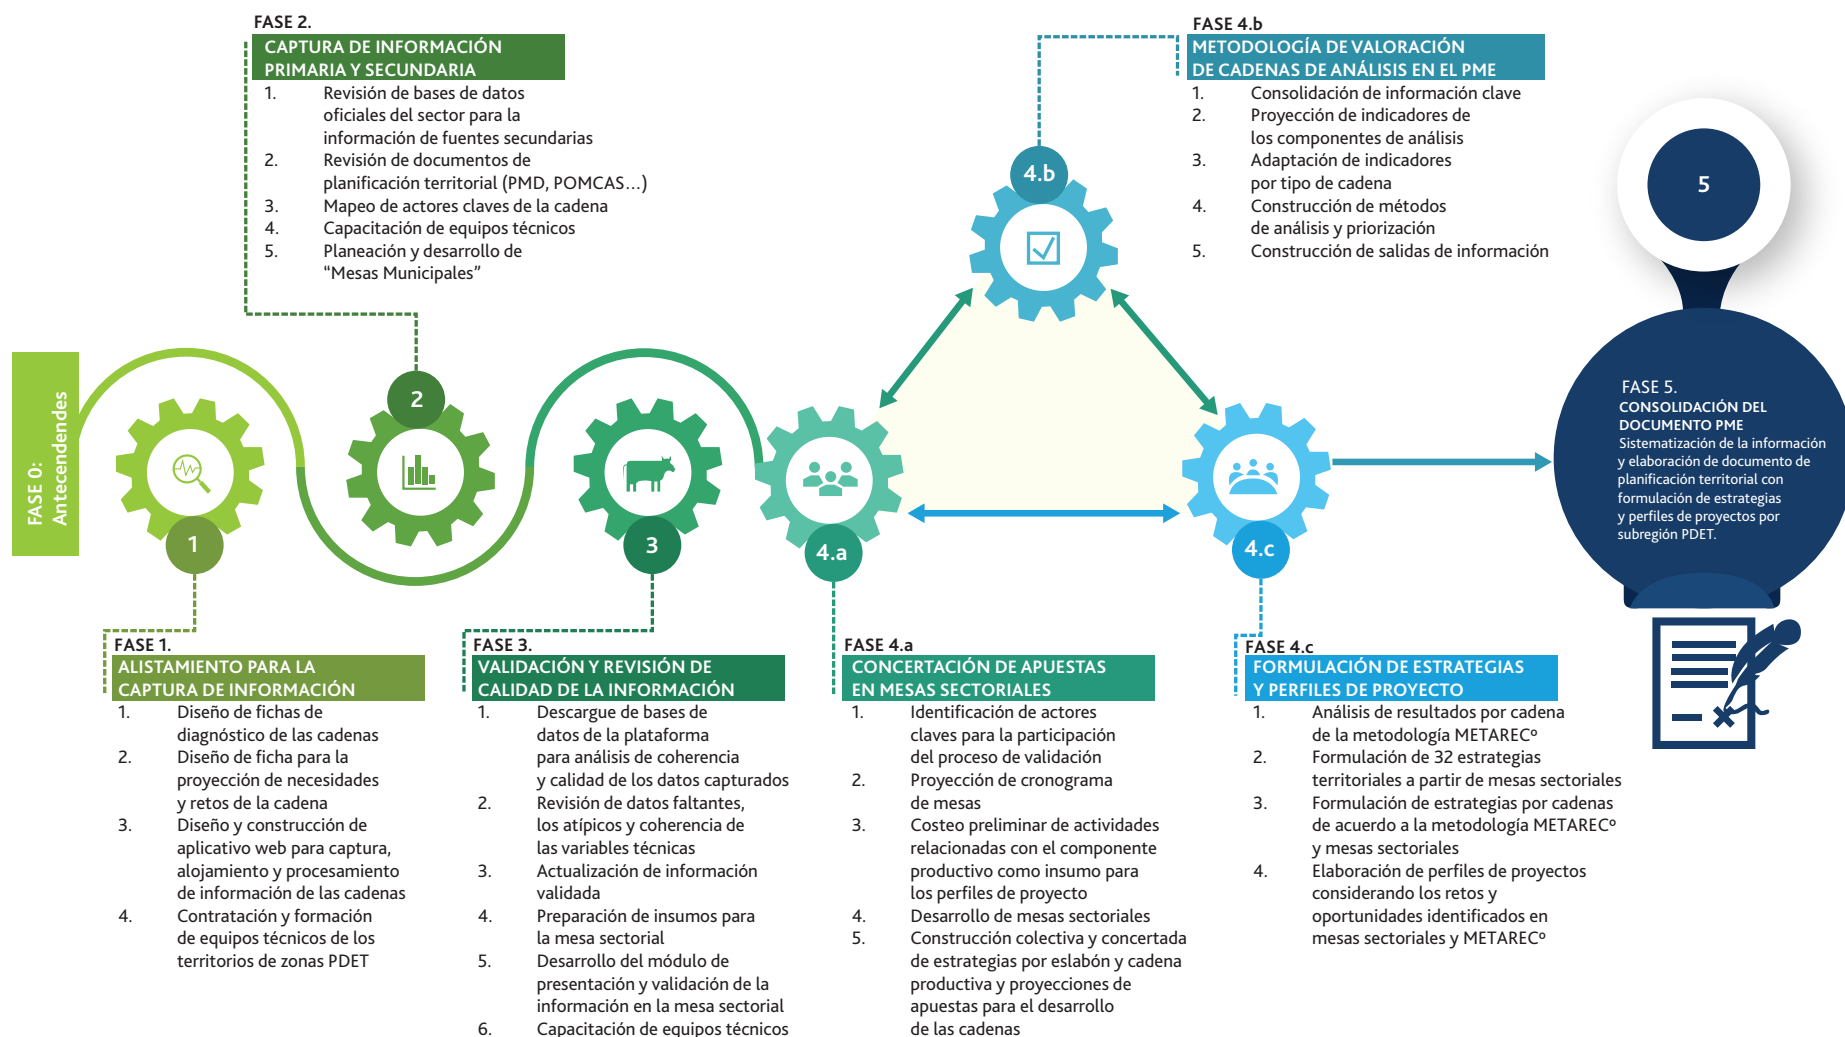 FASE 0:
Antecendendes
1
FASE 1.
ALISTAMIENTO PARA LA
CAPTURA DE INFORMACIÓN
1. Diseño de fichas de
diagnóstico de las cadenas
2. Diseño de ficha para la
proyección de necesidades
y retos de la cadena
3. Diseño y construcción de
aplicativo web para captura,
alojamiento y procesamiento
de información de las cadenas
4. Contratación y formación
de equipos técnicos de los
territorios de zonas PDET
FASE 2.
CAPTURA DE INFORMACIÓN
PRIMARIA Y SECUNDARIA
1. Revisión de bases de datos
oficiales del sector para la
información de fuentes secundarias
2. Revisión de documentos de
planificación territorial (PMD, POMCAS...)
3. Mapeo de actores claves de la cadena
4. Capacitación de equipos técnicos
5. Planeación y desarrollo de
“Mesas Municipales”
2
3
FASE 3.
VALIDACIÓN Y REVISIÓN DE
CALIDAD DE LA INFORMACIÓN
1. Descargue de bases de
datos de la plataforma
para análisis de coherencia
y calidad de los datos capturados
2. Revisión de datos faltantes,
los atípicos y coherencia de
las variables técnicas
3. Actualización de información
validada
4. Preparación de insumos para
la mesa sectorial
5. Desarrollo del módulo de
presentación y validación de la
información en la mesa sectorial
6. Capacitación de equipos técnicos
4.a
FASE 4.a
CONCERTACIÓN DE APUESTAS
EN MESAS SECTORIALES
1. Identificación de actores
claves para la participación
del proceso de validación
2. Proyección de cronograma
de mesas
3. Costeo preliminar de actividades
relacionadas con el componente
productivo como insumo para
los perfiles de proyecto
4. Desarrollo de mesas sectoriales
5. Construcción colectiva y concertada
de estrategias por eslabón y cadena
productiva y proyecciones de
apuestas para el desarrollo
de las cadenas
FASE 4.b
METODOLOGÍA DE VALORACIÓN
DE CADENAS DE ANÁLISIS EN EL PME
1. Consolidación de información clave
2. Proyección de indicadores de
los componentes de análisis
3. Adaptación de indicadores
por tipo de cadena
4. Construcción de métodos
de análisis y priorización
5. Construcción de salidas de información
4.b
4.c
FASE 4.c
FORMULACIÓN DE ESTRATEGIAS
Y PERFILES DE PROYECTO
1. Análisis de resultados por cadena
de la metodología METARECº
2. Formulación de 32 estrategias
territoriales a partir de mesas sectoriales
3. Formulación de estrategias por cadenas
de acuerdo a la metodología METARECº
y mesas sectoriales
4. Elaboración de perfiles de proyectos
considerando los retos y
oportunidades identificados en
mesas sectoriales y METARECº
5
FASE 5.
CONSOLIDACIÓN DEL
DOCUMENTO PME
Sistematización de la información
y elaboración de documento de
planificación territorial con
formulación de estrategias
y perfiles de proyectos por
subregión PDET.